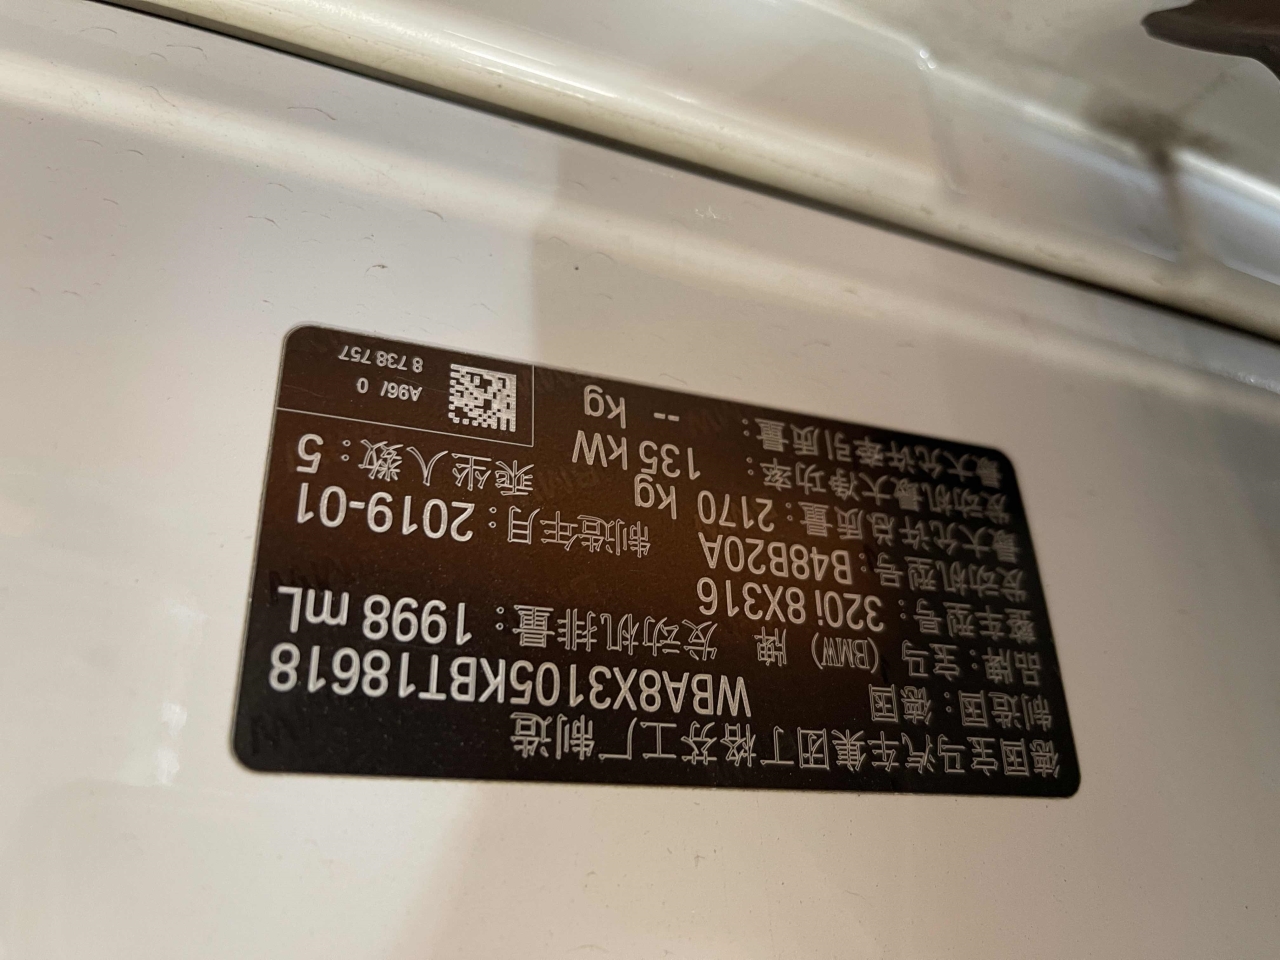 德国宝马汽车集团丁格芬工厂制造
制造国：德国 WBA8X3105KBT18618
品牌：宝马（BMW）牌 发动机排量：1998 mL
整车型号：320i 8X316
发动机型号：B48B20A 制造年月：2019-01
最大允许总质量：2170 kg 乘坐人数：5
发动机最大净功率：135 kW
最大允许牵引质量：-- kg
A96/ 0
8 738 757